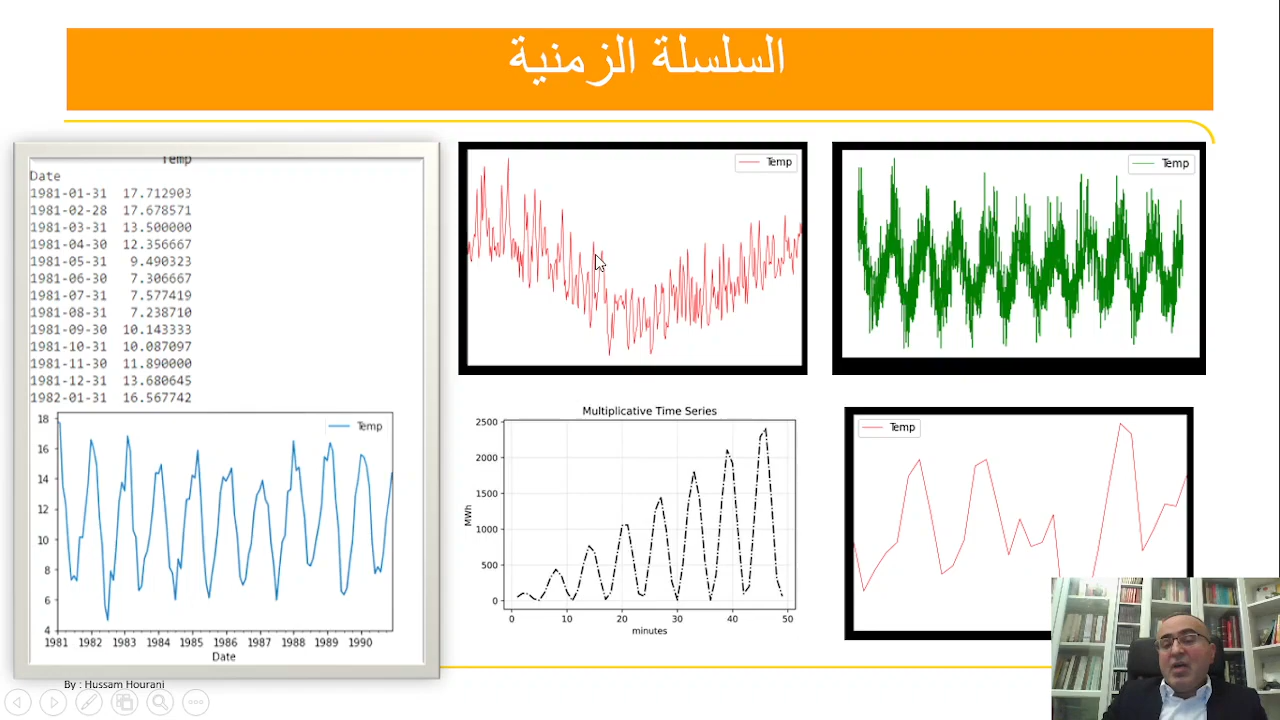 السلسلة الزمنية
Temp
Date
1981-01-31 17.712903
1981-02-28 17.678571
1981-03-31 13.500000
1981-04-30 12.356667
1981-05-31 9.490323
1981-06-30 7.306667
1981-07-31 7.577419
1981-08-31 7.238710
1981-09-30 10.143333
1981-10-31 10.087097
1981-11-30 11.890000
1981-12-31 13.680645
1982-01-31 16.567742
18
16
14
12
10
8
6
4
Temp
1981 1982 1983 1984 1985 1986 1987 1988 1989 1990
Date
Temp
Temp
Multiplicative Time Series
2500
2000
1500
1000
500
0
MWh
0 10 20 30 40 50
minutes
Temp
By : Hussam Hourani